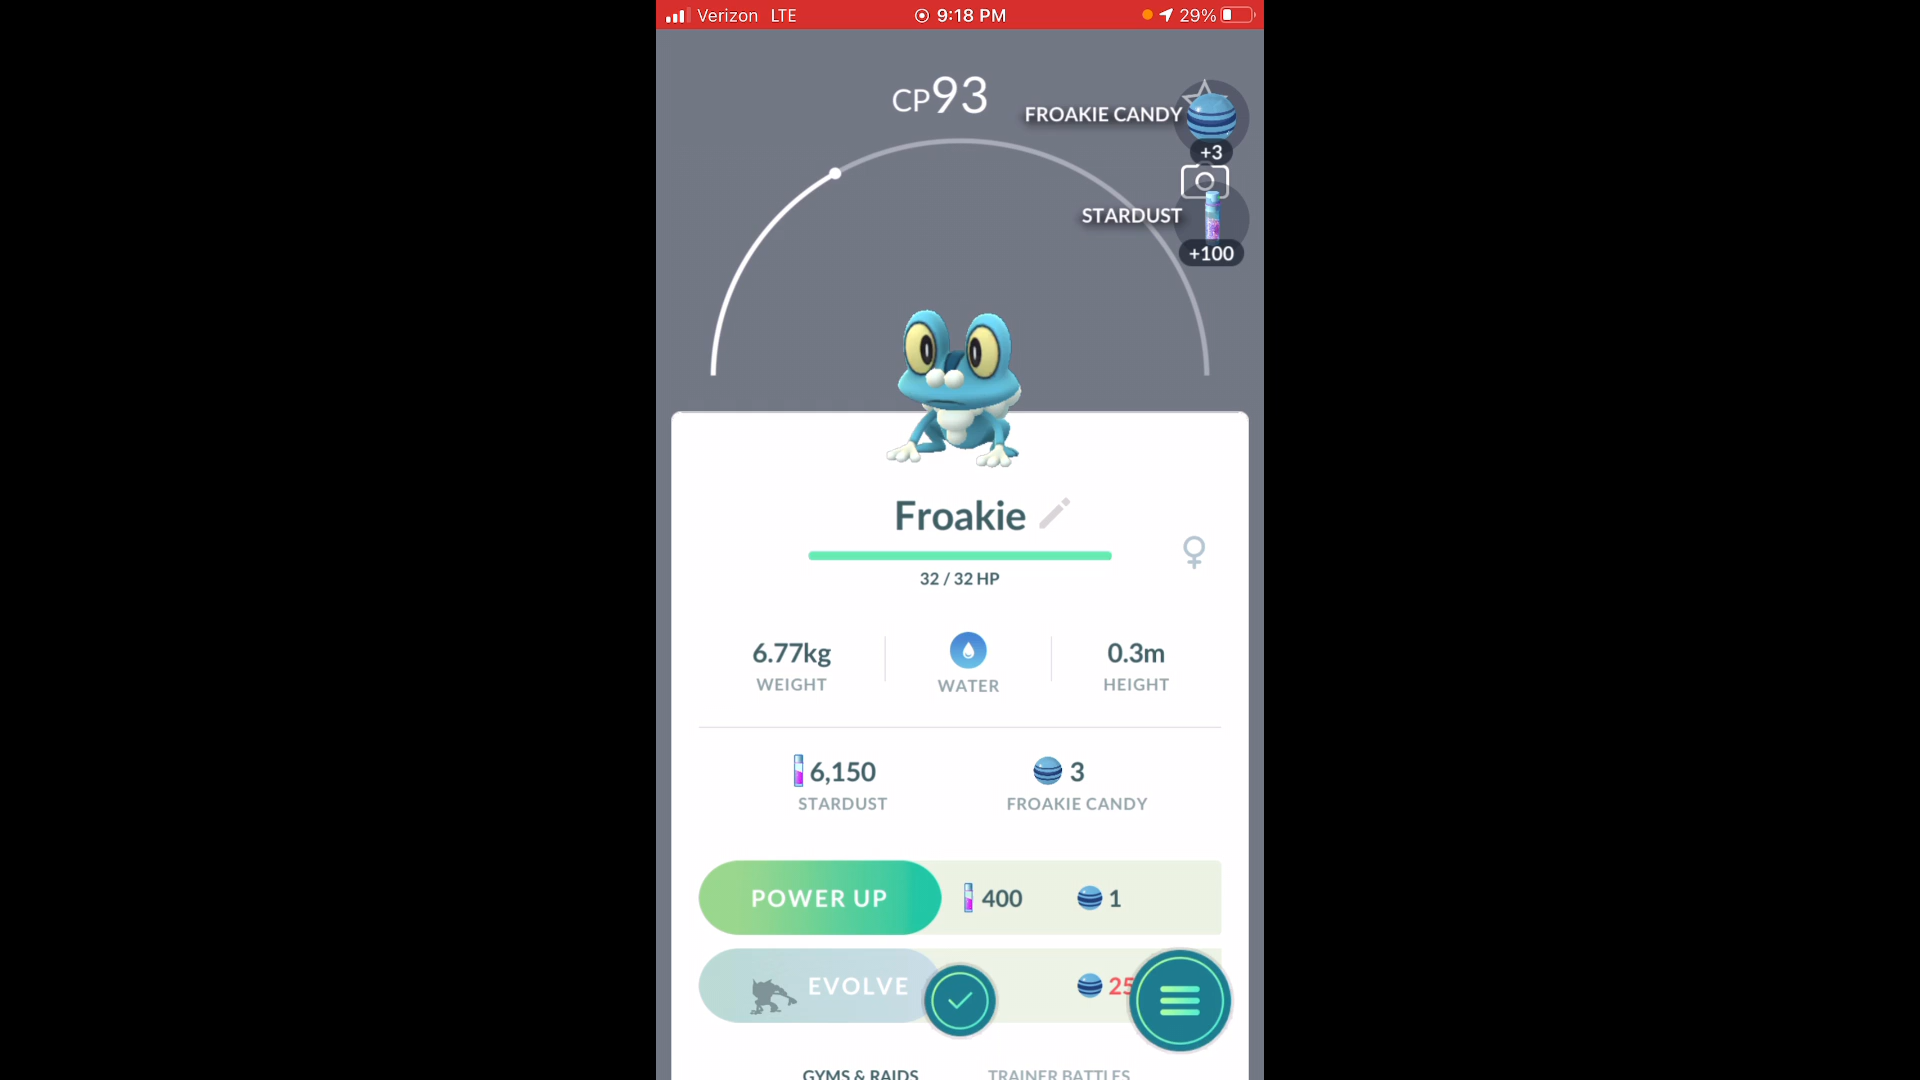 Verizon LTE 9:18 PM 29%
CP93
FROAKIE CANDY
+3
STARDUST
+100
Froakie
32 / 32 HP
6.77kg
WEIGHT
WATER
0.3m
HEIGHT
6,150
STARDUST
3
FROAKIE CANDY
POWER UP 400 1
EVOLVE 25
GYMS & RAIDS TRAINER BATTLES